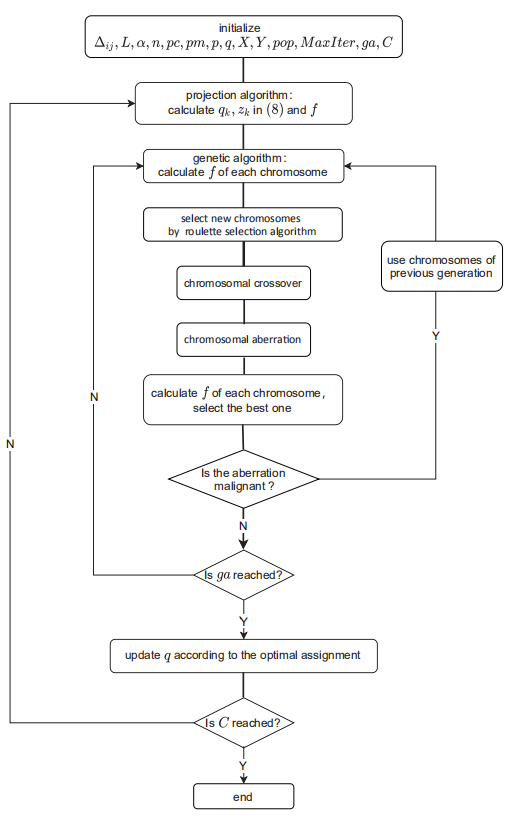 initialize
Δij, L, α, n, pc, pm, p, q, X, Y, pop, MaxIter, ga, C
projection algorithm:
calculate qk, zk in (8) and f
genetic algorithm:
calculate f of each chromosome
select new chromosomes
by roulette selection algorithm
use chromosomes of
previous generation
chromosomal crossover
chromosomal aberration
Y
calculate f of each chromosome,
select the best one
N
N
Is the aberration
malignant ?
N
Is ga reached?
Y
update q according to the optimal assignment
Is C reached?
Y
end